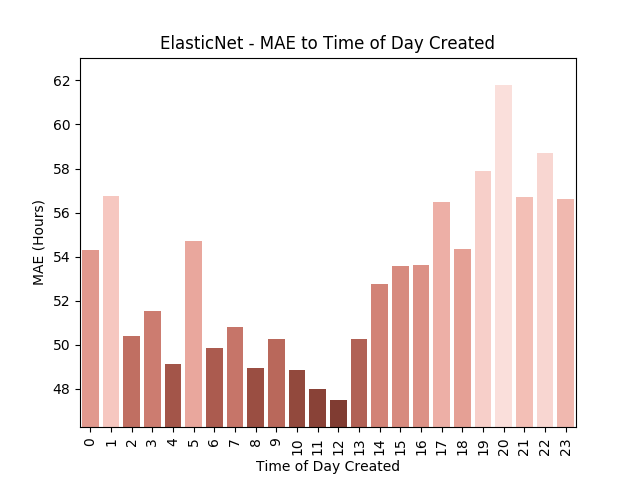 ElasticNet - MAE to Time of Day Created
MAE (Hours)
62
60
58
56
54
52
50
48
0 1 2 3 4 5 6 7 8 9 10 11 12 13 14 15 16 17 18 19 20 21 22 23
Time of Day Created